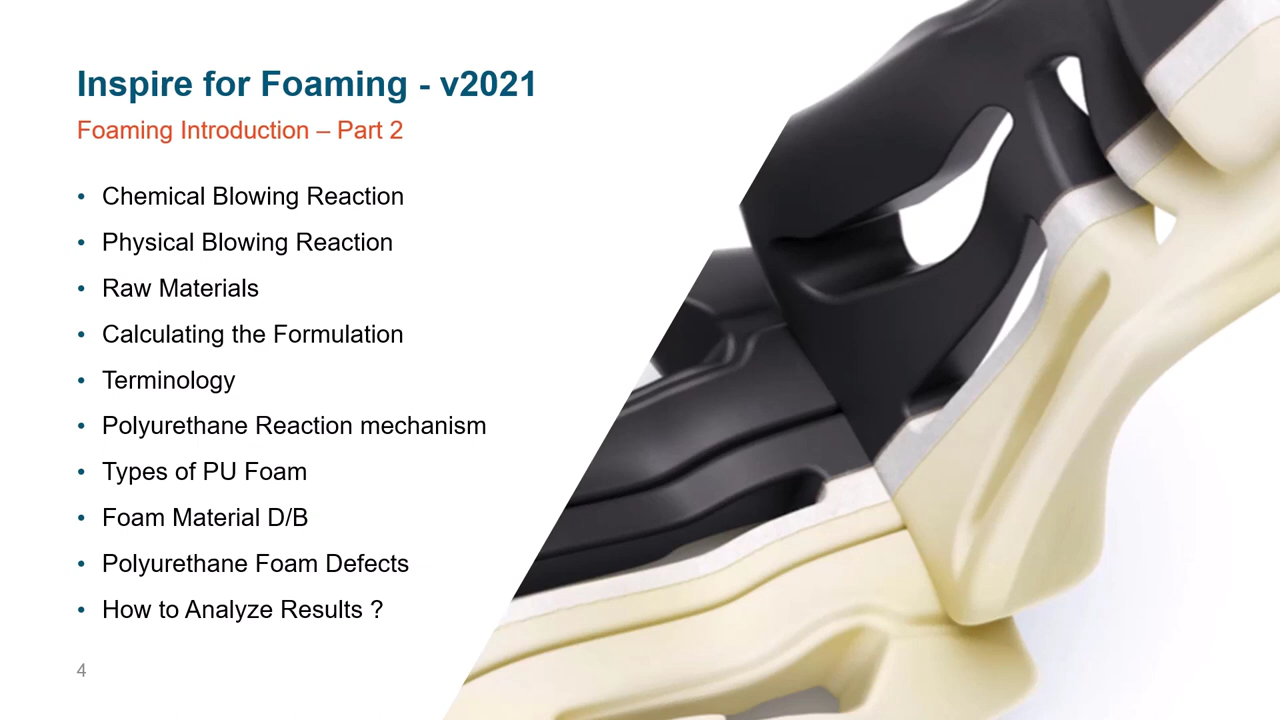 Inspire for Foaming - v2021
Foaming Introduction – Part 2
• Chemical Blowing Reaction
• Physical Blowing Reaction
• Raw Materials
• Calculating the Formulation
• Terminology
• Polyurethane Reaction mechanism
• Types of PU Foam
• Foam Material D/B
• Polyurethane Foam Defects
• How to Analyze Results ?
4